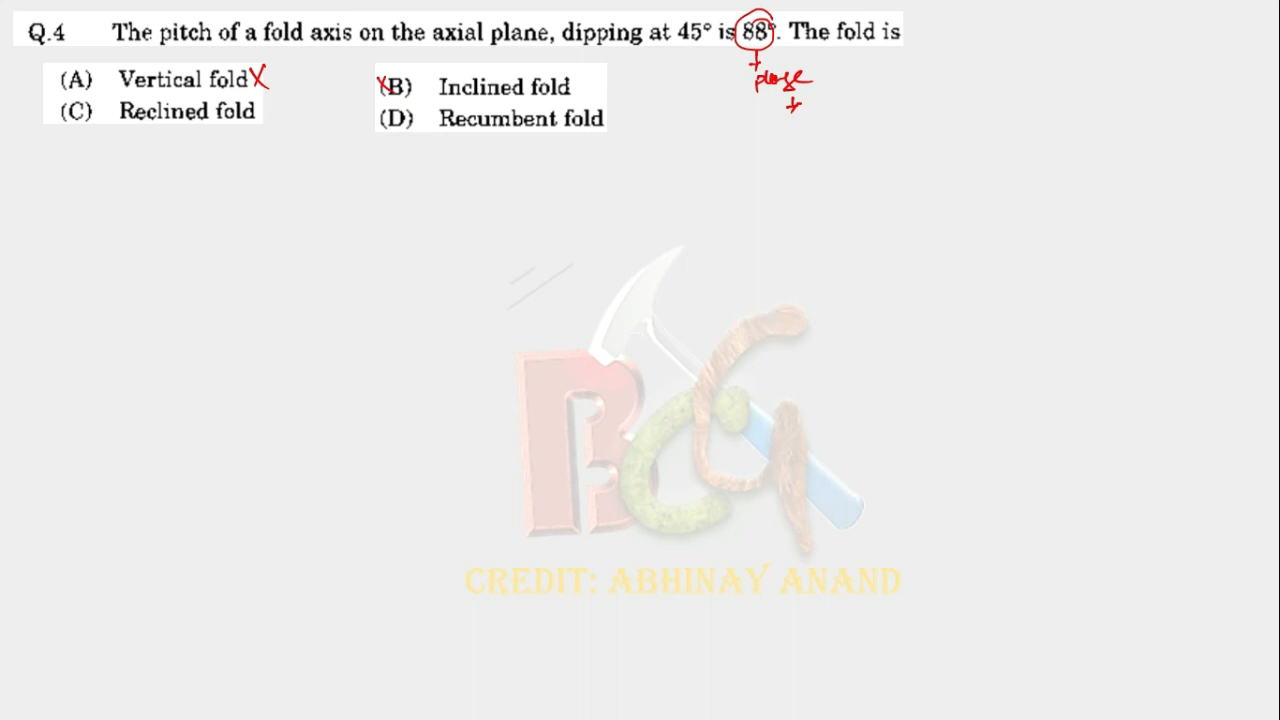 Q.4 The pitch of a fold axis on the axial plane, dipping at 45° is 88°. The fold is
(A) Vertical fold X
X (B) Inclined fold
plunge
(C) Reclined fold
(D) Recumbent fold
BCG
CREDIT: ABHINAY ANAND